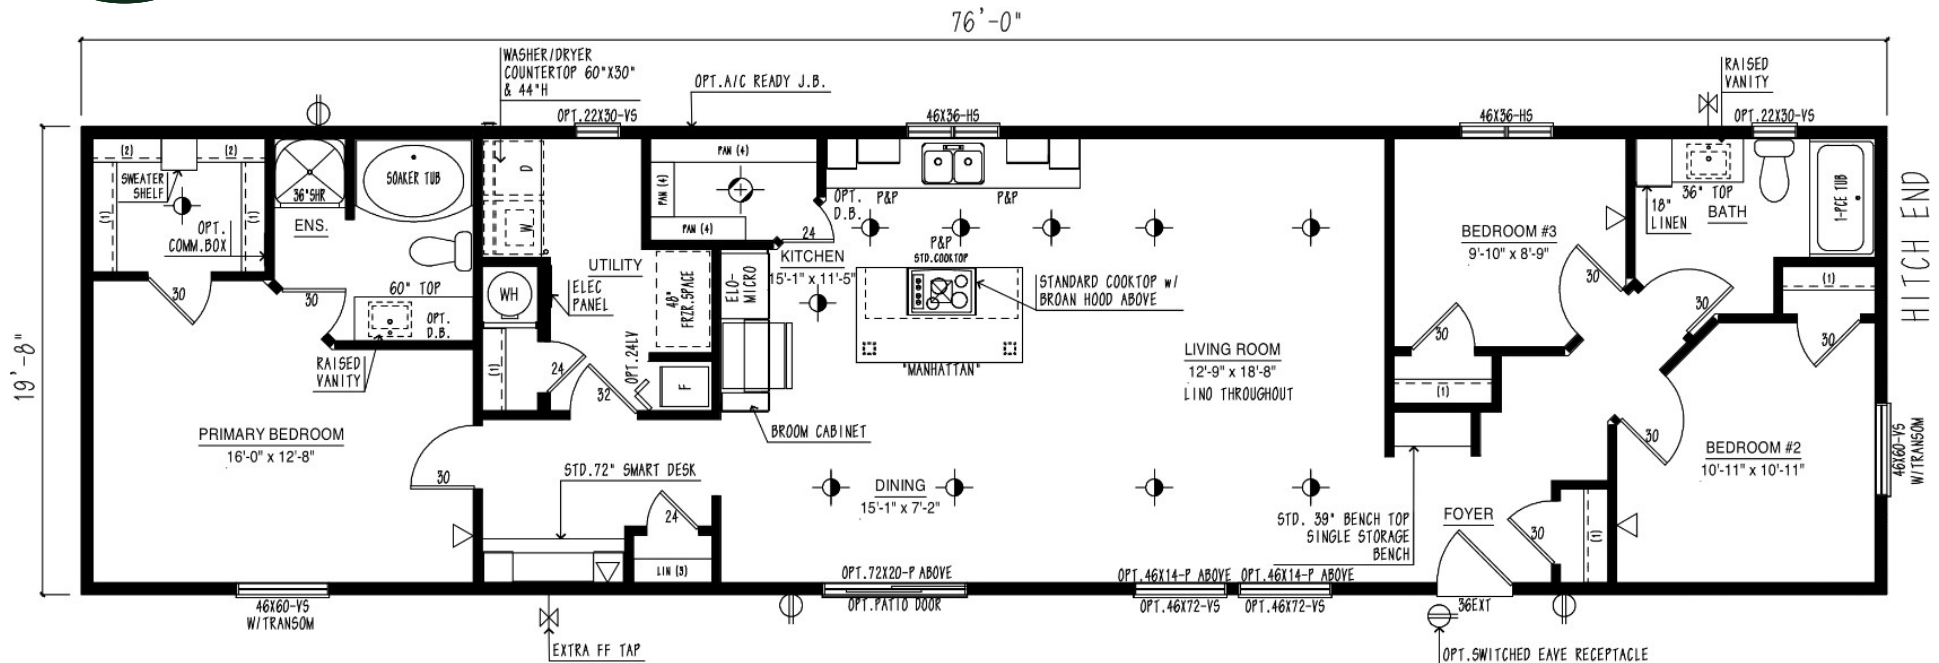 76'-0"
WASHER/DRYER
COUNTERTOP 60"X30"
& 44"H
OPT.A/C READY J.B.
RAISED
VANITY
OPT.22X30-VS
46X36-HS
46X36-HS
OPT.22X30-VS
(2)
(2)
SWEATER
SHELF
(1)
(1)
OPT.
COMM.BOX
36"SHR
SOAKER TUB
ENS.
D
W
PAN (4)
PAN (4)
PAN (4)
OPT.
D.B.
P&P
P&P
24
KITCHEN
15'-1" x 11'-5"
P&P
STD.COOKTOP
STANDARD COOKTOP w/
BROAN HOOD ABOVE
"MANHATTAN"
BEDROOM #3
9'-10" x 8'-9"
30
18"
LINEN
36" TOP
BATH
1-PCE TUB
30
(1)
30
HITCH END
19'-8"
30
30
60" TOP
OPT.
D.B.
RAISED
VANITY
UTILITY
WH
ELEC
PANEL
48"
FRZR.SPACE
ELO-
MICRO
(1)
24
32
OPT.24LV
F
BROOM CABINET
LIVING ROOM
12'-9" x 18'-8"
LINO THROUGHOUT
30
(1)
PRIMARY BEDROOM
16'-0" x 12'-8"
30
STD.72" SMART DESK
24
LIN (3)
DINING
15'-1" x 7'-2"
STD. 39" BENCH TOP
SINGLE STORAGE
BENCH
FOYER
30
(1)
30
BEDROOM #2
10'-11" x 10'-11"
46X60-VS
W/TRANSOM
46X60-VS
W/TRANSOM
EXTRA FF TAP
OPT.72X20-P ABOVE
OPT.PATIO DOOR
OPT.46X14-P ABOVE
OPT.46X14-P ABOVE
OPT.46X72-VS
OPT.46X72-VS
36EXT
OPT.SWITCHED EAVE RECEPTACLE